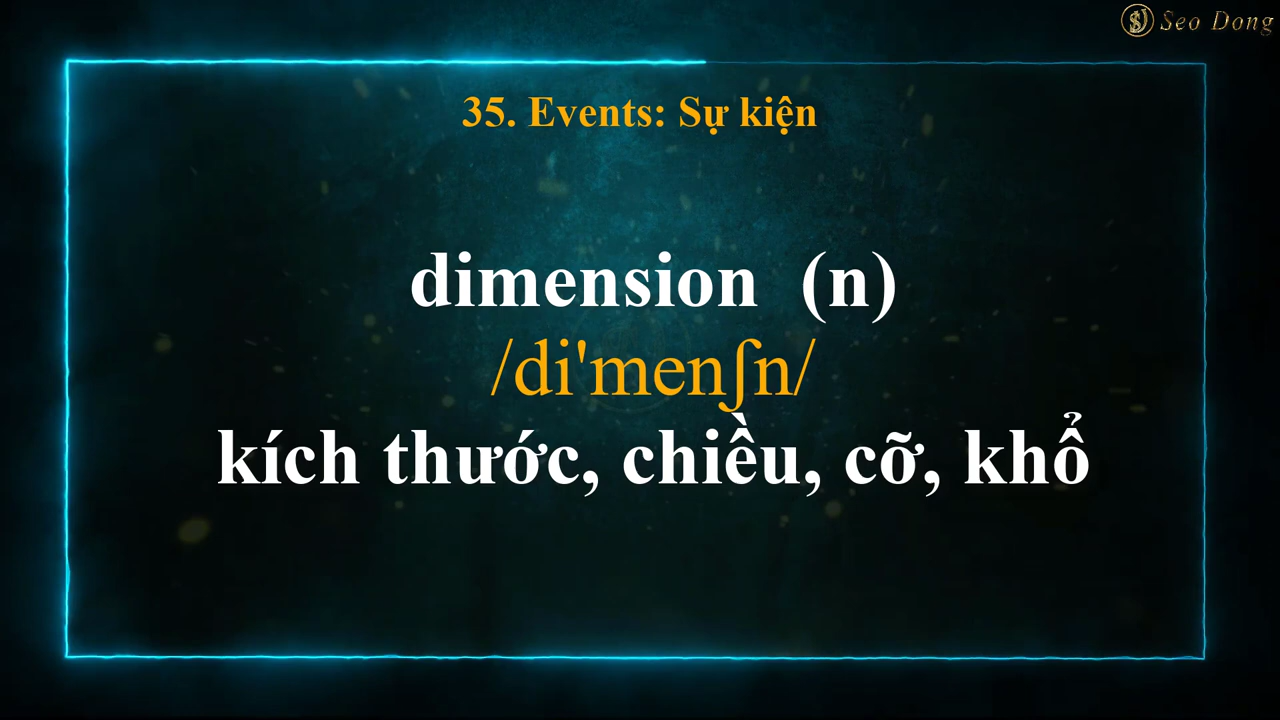 Seo Dong
35. Events: Sự kiện
dimension (n)
/di'menʃn/
kích thước, chiều, cỡ, khổ